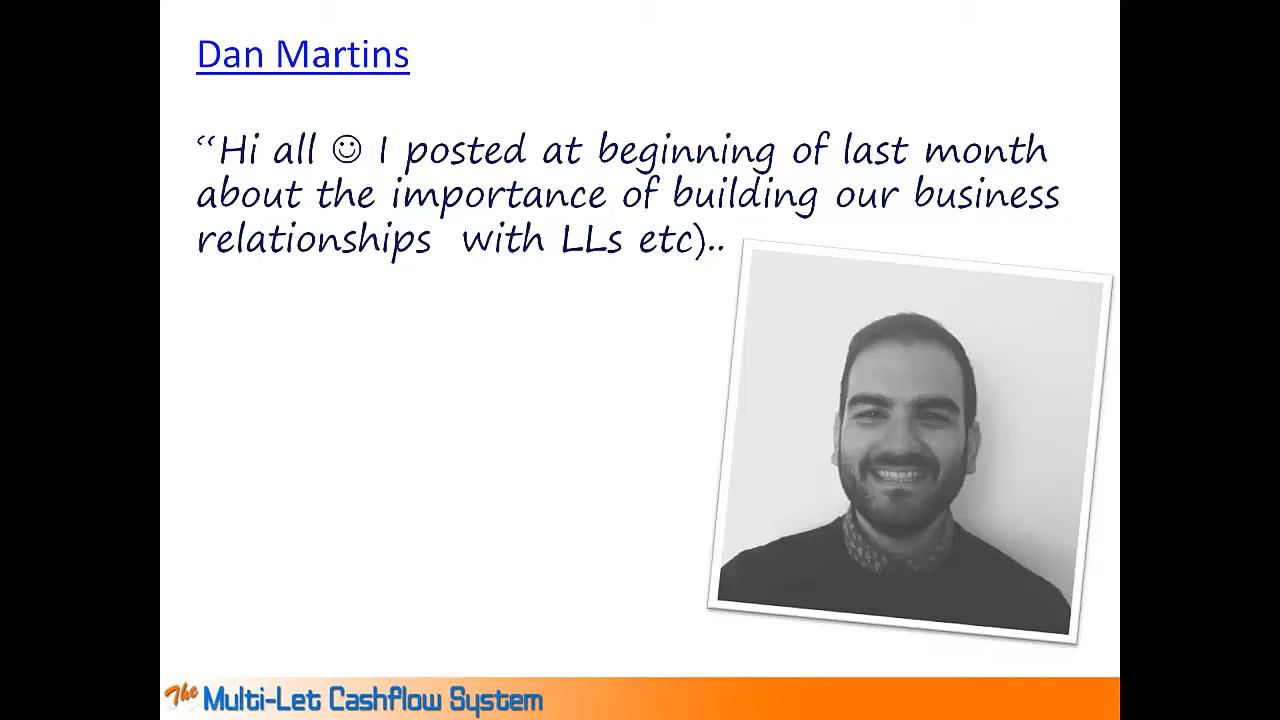 Dan Martins
“Hi all ☺ I posted at beginning of last month
about the importance of building our business
relationships with LLs etc)..
The Multi-Let Cashflow System